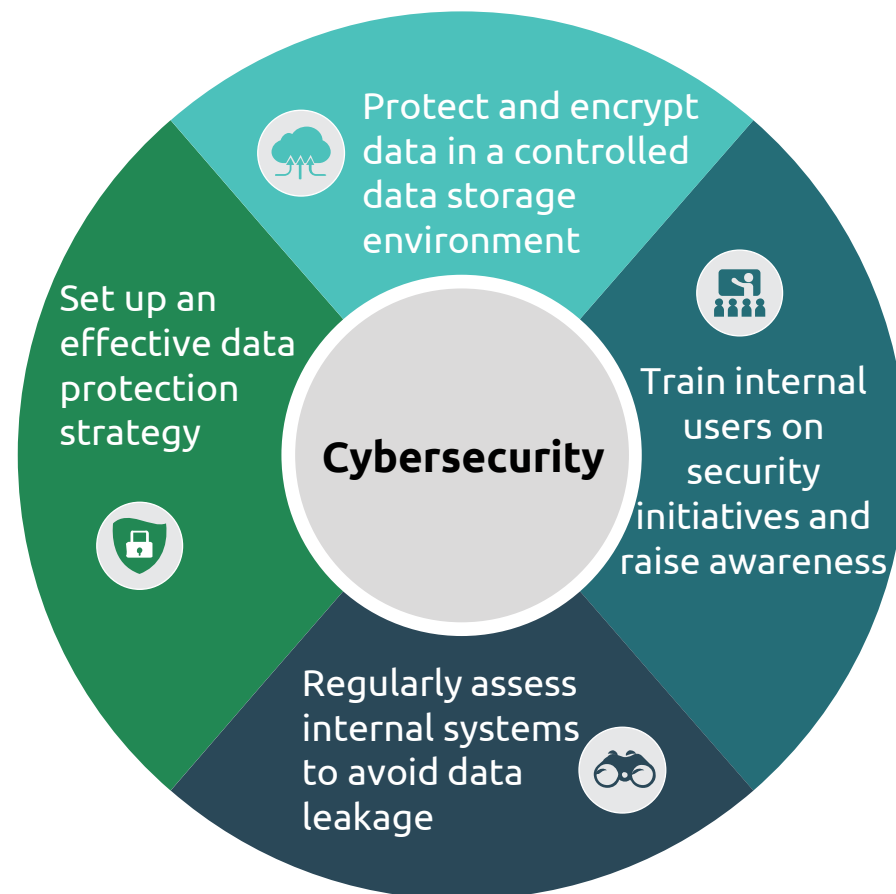 Protect and encrypt
data in a controlled
data storage
environment
Set up an
effective data
protection
strategy
Cybersecurity
Train internal
users on
security
initiatives and
raise awareness
Regularly assess
internal systems
to avoid data
leakage